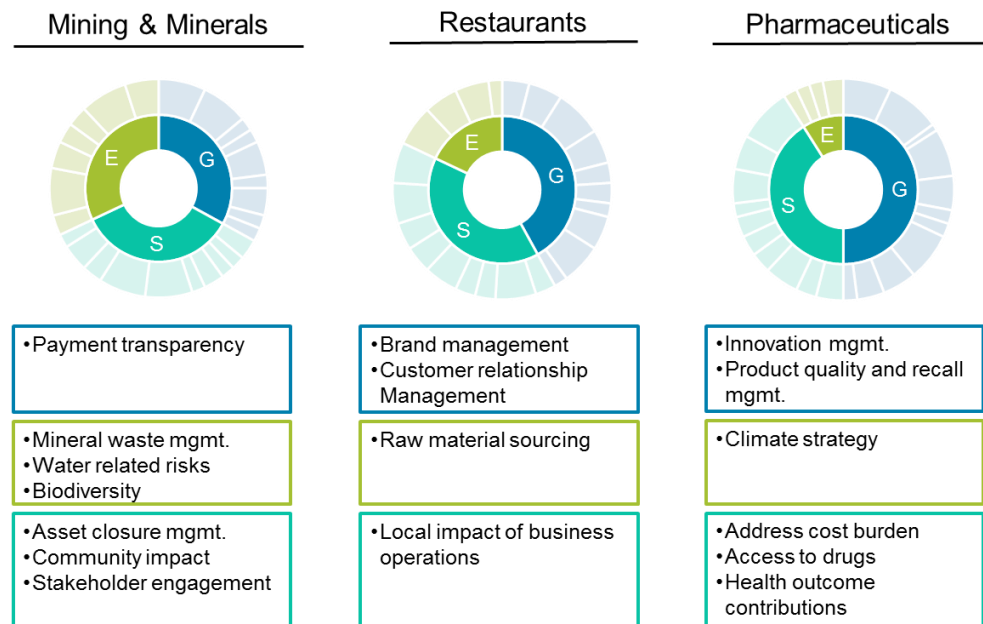 Mining & Minerals
E
G
S
•Payment transparency
•Mineral waste mgmt.
•Water related risks
•Biodiversity
•Asset closure mgmt.
•Community impact
•Stakeholder engagement
Restaurants
E
G
S
•Brand management
•Customer relationship
Management
•Raw material sourcing
•Local impact of business
operations
Pharmaceuticals
E
G
S
•Innovation mgmt.
•Product quality and recall
mgmt.
•Climate strategy
•Address cost burden
•Access to drugs
•Health outcome
contributions